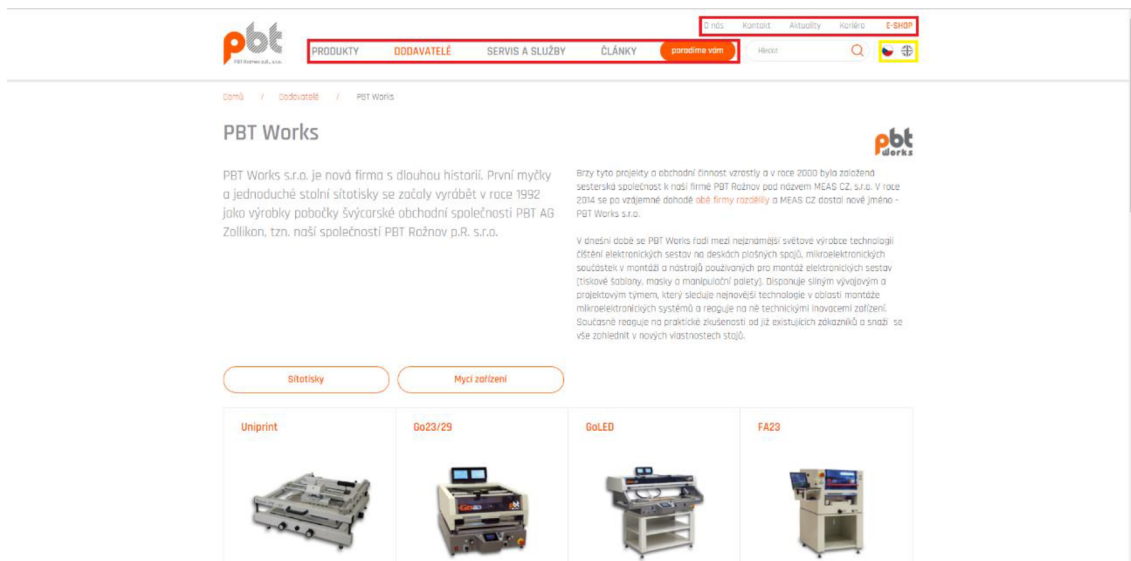 O nás Kontakt Aktuality Kariéra E-SHOP
pbt
PBT Rožnov p.R., s.r.o.
PRODUKTY DODAVATELÉ SERVIS A SLUŽBY ČLÁNKY poradíme vám Hledat
Domů / Dodavatelé / PBT Works
PBT Works
pbt
works
PBT Works s.r.o. je nová firma s dlouhou historií. První myčky
a jednoduché stolní sítotisky se začaly vyrábět v roce 1992
jako výrobky pobočky švýcarské obchodní společnosti PBT AG
Zollikon, tzn. naší společností PBT Rožnov p.R. s.r.o.
Brzy tyto projekty a obchodní činnost vzrostly a v roce 2000 byla založená
sesterská společnost k naší firmě PBT Rožnov pod názvem MEAS CZ, s.r.o. V roce
2014 se po vzájemné dohodě obě firmy rozdělily a MEAS CZ dostal nové jméno -
PBT Works s.r.o.
V dnešní době se PBT Works řadí mezi nejznámější světové výrobce technologií
čištění elektronických sestav na deskách plošných spojů, mikroelektronických
součástek v montáži a nástrojů používaných pro montáž elektronických sestav
(tiskové šablony, masky a manipulační palety). Disponuje silným vývojovým a
projektovým týmem, který sleduje nejnovější technologie v oblasti montáže
mikroelektronických systémů a reaguje na ně technickými inovacemi zařízení.
Současně reaguje na praktické zkušenosti od již existujících zákazníků a snaží se
vše zohlednit v nových vlastnostech stojů.
Sítotisky Mycí zařízení
Uniprint Go23/29 GoLED FA23